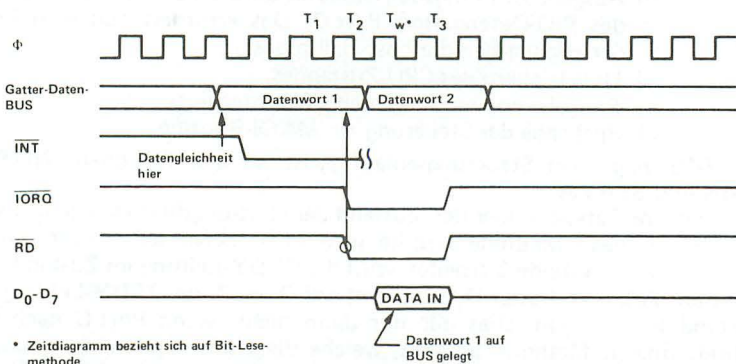 T1 T2 Tw* T3
Φ
Gatter-Daten-
BUS
Datenwort 1
Datenwort 2
INT
Datengleichheit
hier
IORQ
RD
D0-D7
DATA IN
* Zeitdiagramm bezieht sich auf Bit-Lese-
methode
Datenwort 1 auf
BUS gelegt